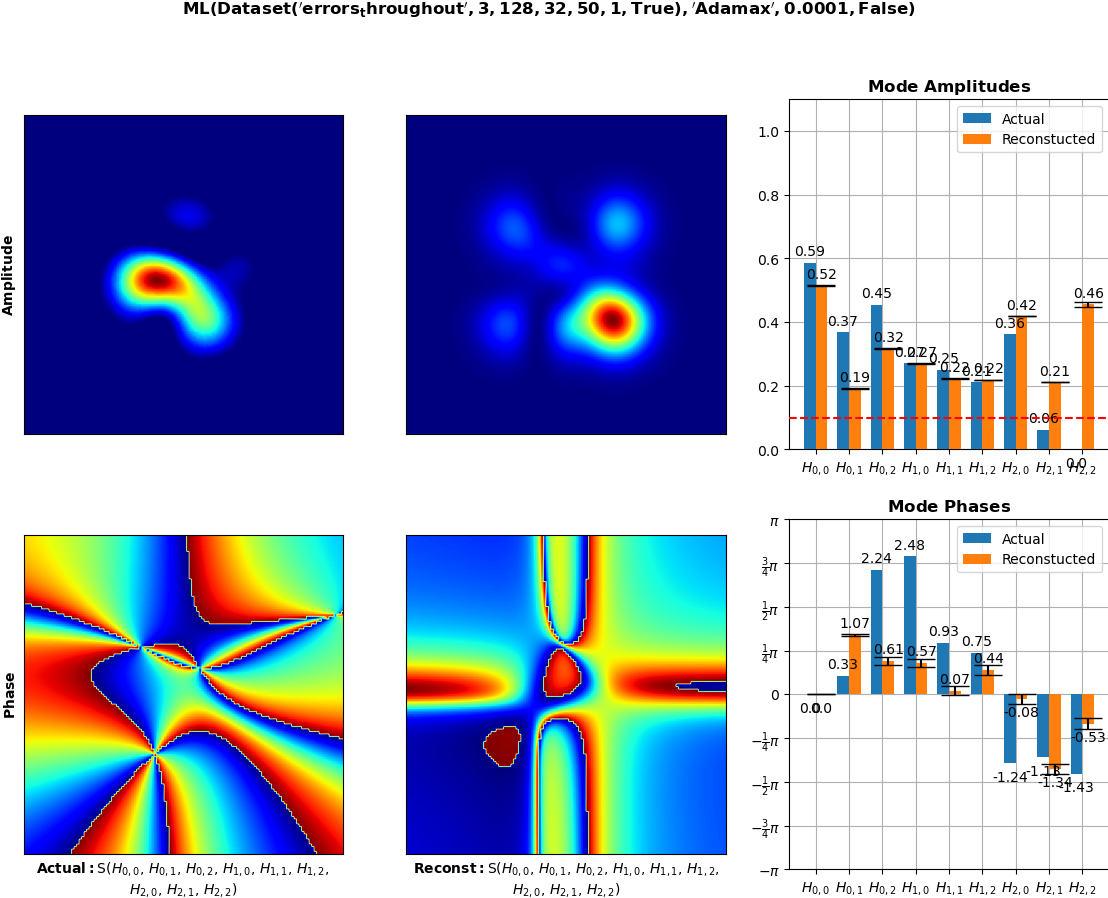 ML(Dataset('errors_throughout', 3, 128, 32, 50, 1, True), 'Adamax', 0.0001, False)
Amplitude
Mode Amplitudes
Actual
Reconstucted
1.0
0.8
0.6
0.4
0.2
0.0
0.59
0.52
0.37
0.19
0.45
0.32
0.27
0.27
0.25
0.22
0.21
0.22
0.36
0.42
0.06
0.21
0.0
0.46
H0,0 H0,1 H0,2 H1,0 H1,1 H1,2 H2,0 H2,1 H2,2
Phase
Actual: S(H0,0, H0,1, H0,2, H1,0, H1,1, H1,2,
H2,0, H2,1, H2,2)
Reconst: S(H0,0, H0,1, H0,2, H1,0, H1,1, H1,2,
H2,0, H2,1, H2,2)
Mode Phases
Actual
Reconstucted
π
3/4π
1/2π
1/4π
0
−1/4π
−1/2π
−3/4π
−π
0.0
0.0
0.33
1.07
2.24
0.61
2.48
0.57
0.93
0.07
0.75
0.44
-1.24
-0.08
-1.34
-1.43
-0.53
H0,0 H0,1 H0,2 H1,0 H1,1 H1,2 H2,0 H2,1 H2,2